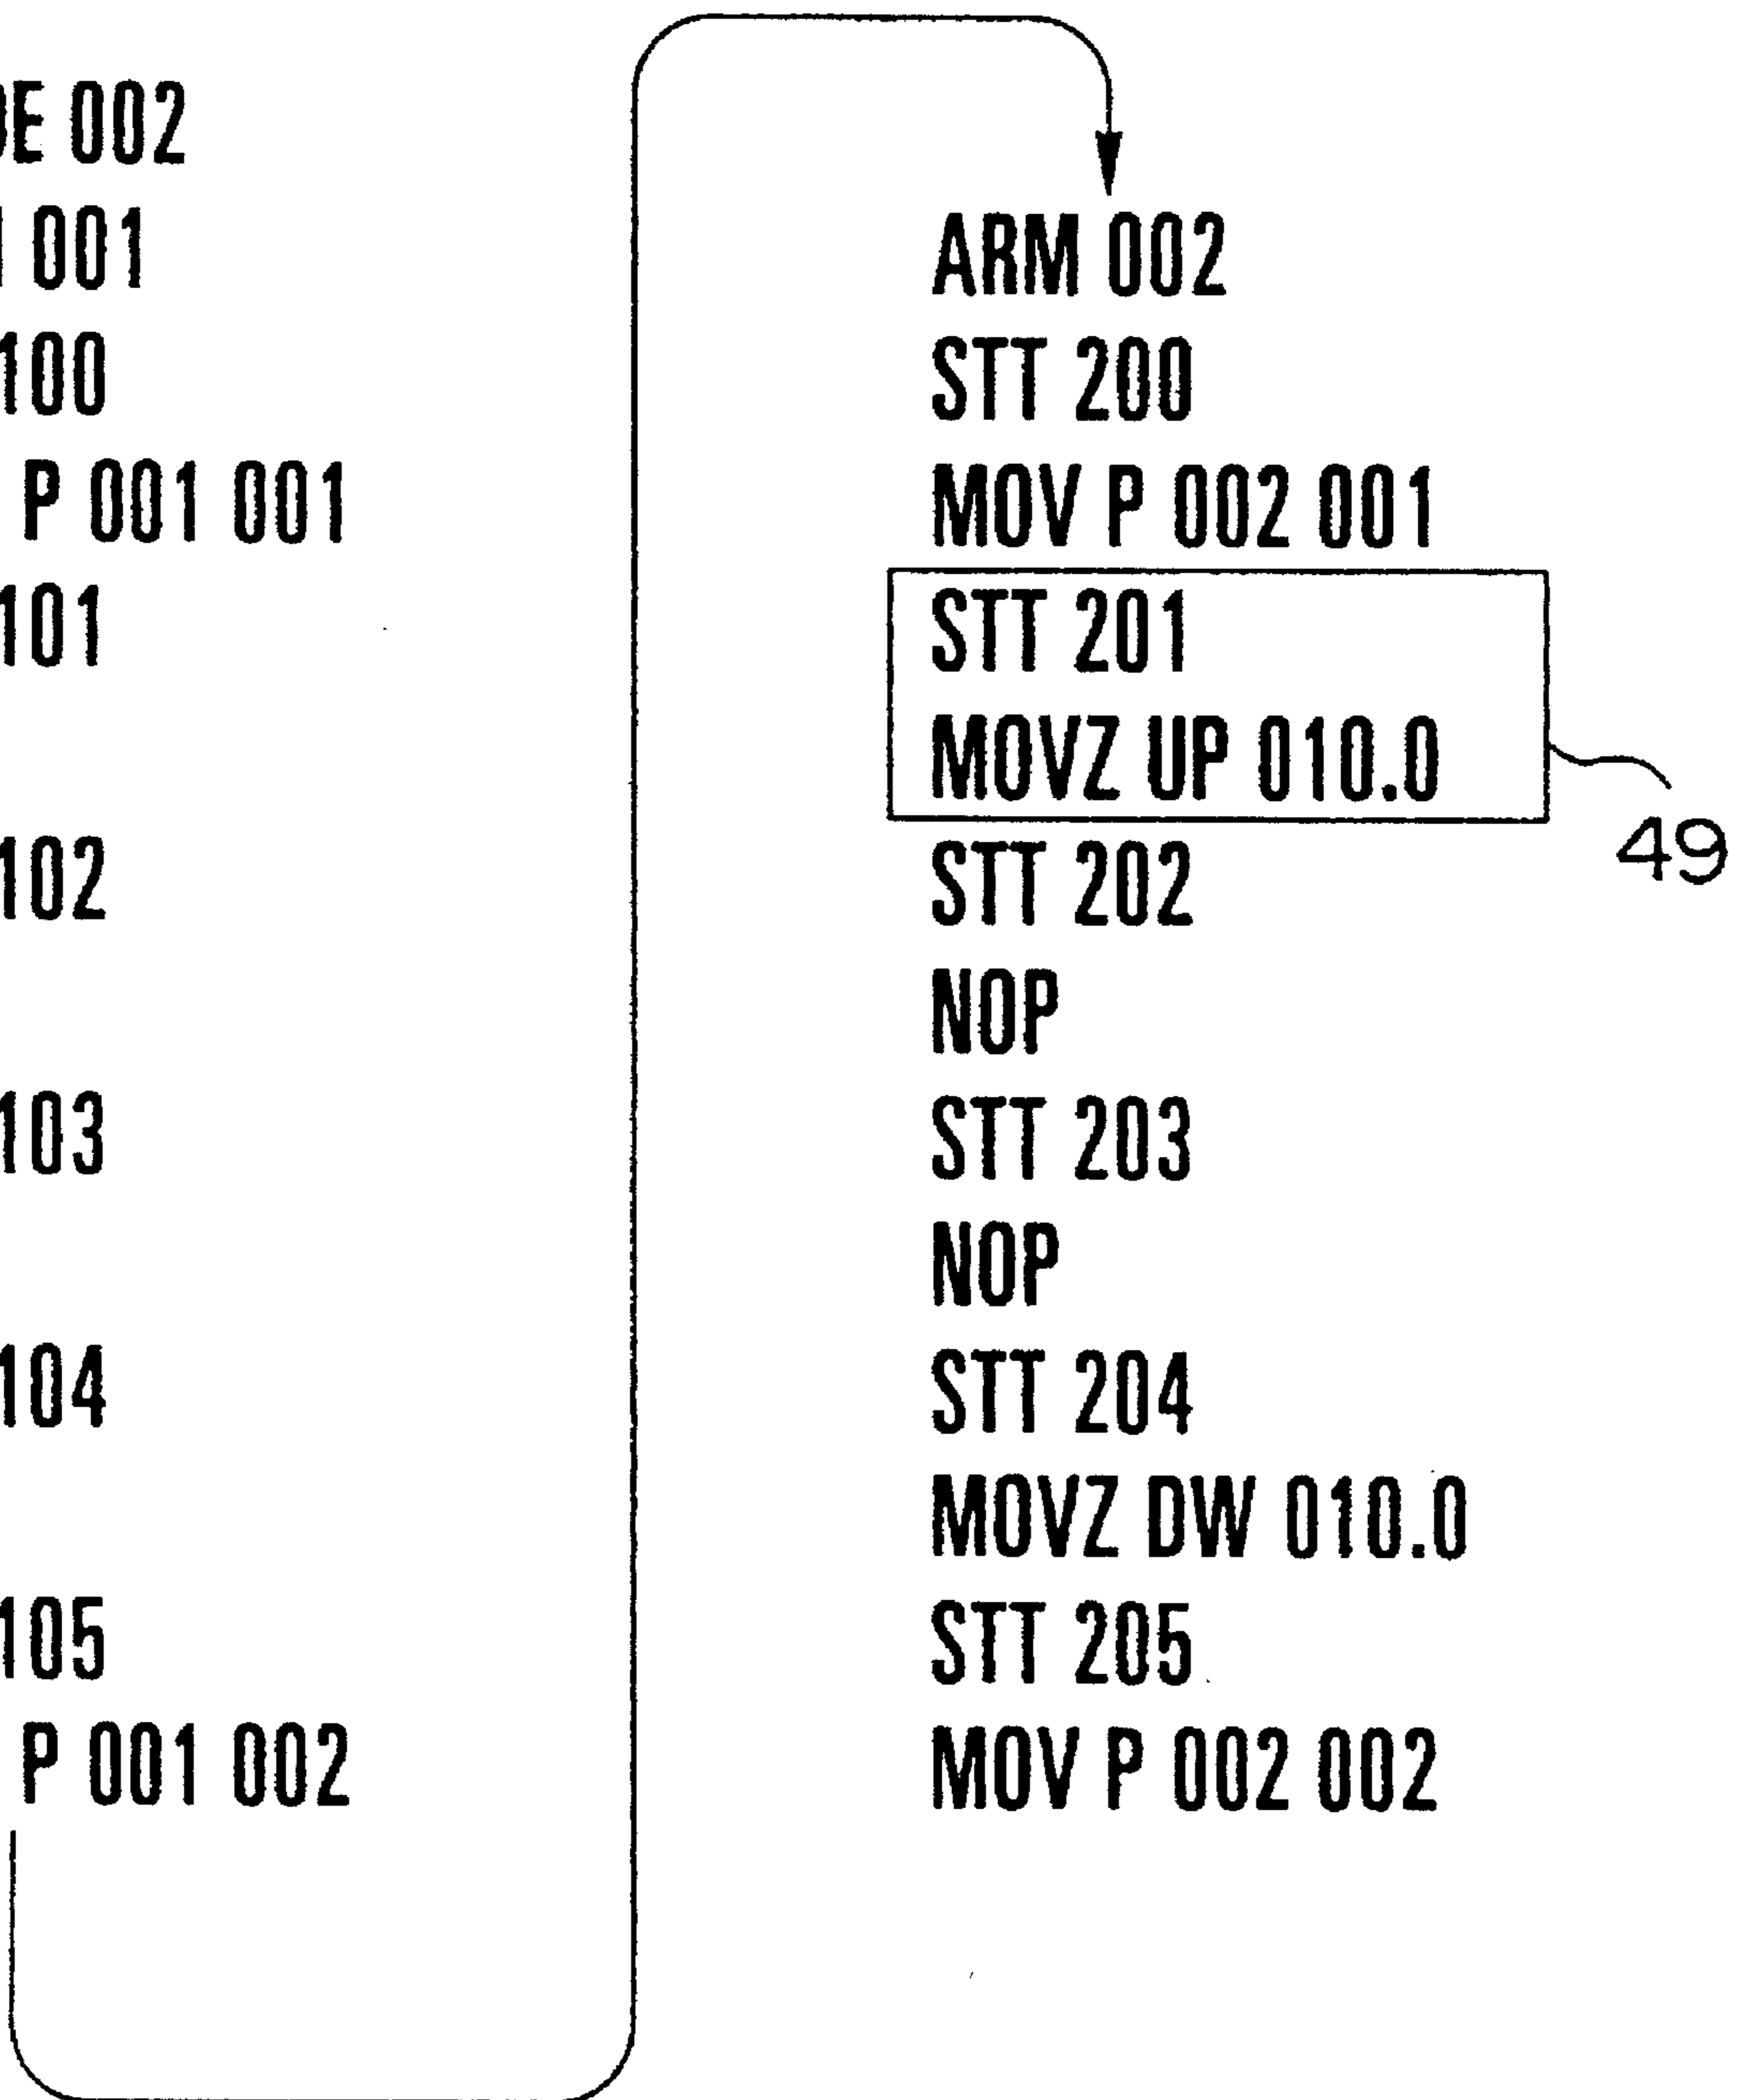 002
001
100
P 001 001
101
102
103
104
105
P 001 002
ARM 002
STT 200
MOV P 002 001
STT 201
MOVZ UP 010.0
49
STT 202
NOP
STT 203
NOP
STT 204
MOVZ DW 010.0
STT 205
MOV P 002 002